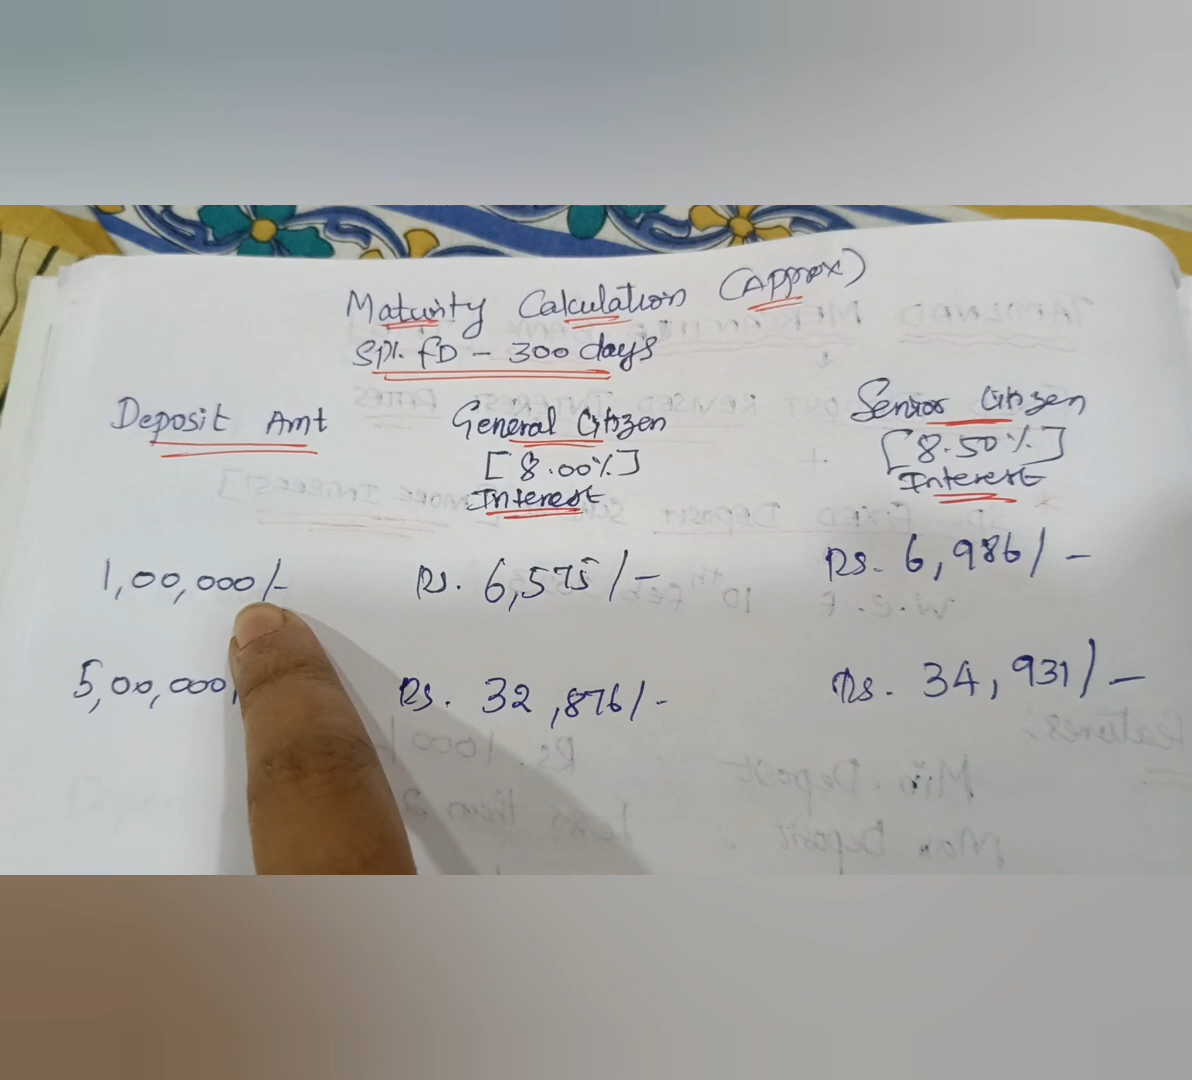 Maturity Calculation (Approx)
Spl. FD - 300 days
Deposit Amt General Citizen Senior Citizen
[8.00%] [8.50%]
Interest Interest
1,00,000/- Rs. 6,575/- Rs. 6,986/-
5,00,000 Rs. 32,876/- Rs. 34,931/-